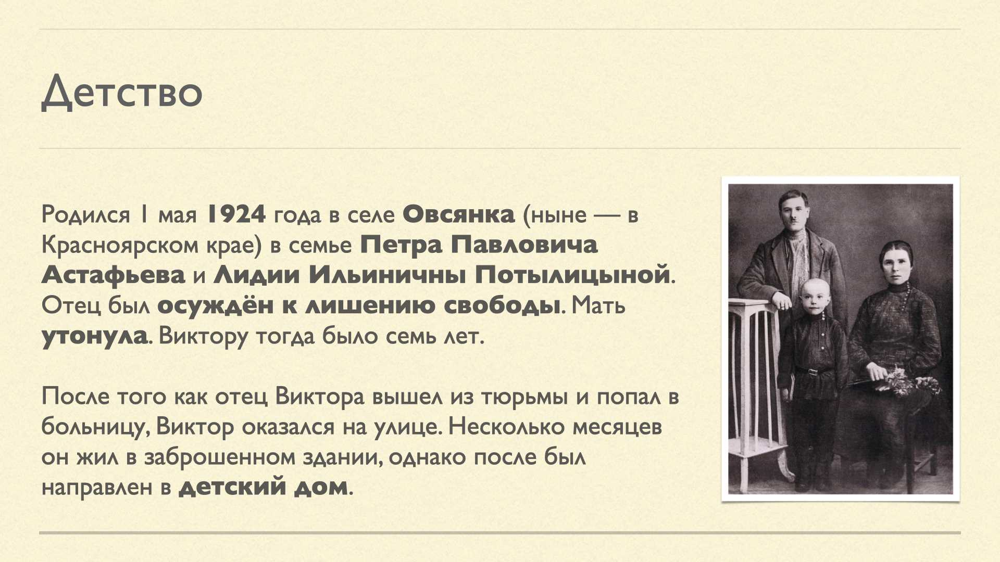 Детство
Родился 1 мая 1924 года в селе Овсянка (ныне — в
Красноярском крае) в семье Петра Павловича
Астафьева и Лидии Ильиничны Потылицыной.
Отец был осуждён к лишению свободы. Мать
утонула. Виктору тогда было семь лет.
После того как отец Виктора вышел из тюрьмы и попал в
больницу, Виктор оказался на улице. Несколько месяцев
он жил в заброшенном здании, однако после был
направлен в детский дом.